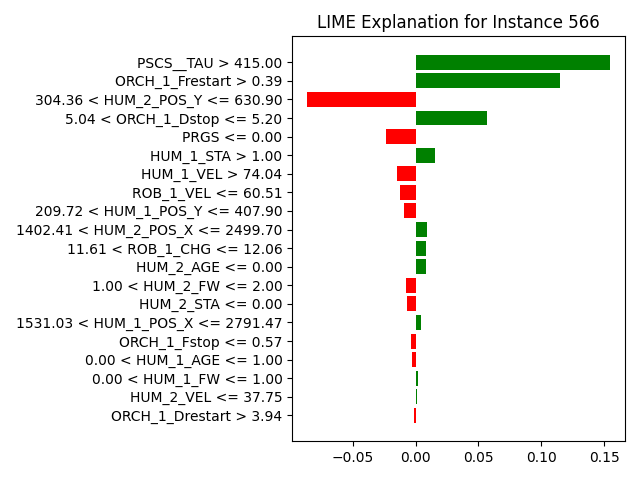 LIME Explanation for Instance 566
PSCS__TAU > 415.00
ORCH_1_Frestart > 0.39
304.36 < HUM_2_POS_Y <= 630.90
5.04 < ORCH_1_Dstop <= 5.20
PRGS <= 0.00
HUM_1_STA > 1.00
HUM_1_VEL > 74.04
ROB_1_VEL <= 60.51
209.72 < HUM_1_POS_Y <= 407.90
1402.41 < HUM_2_POS_X <= 2499.70
11.61 < ROB_1_CHG <= 12.06
HUM_2_AGE <= 0.00
1.00 < HUM_2_FW <= 2.00
HUM_2_STA <= 0.00
1531.03 < HUM_1_POS_X <= 2791.47
ORCH_1_Fstop <= 0.57
0.00 < HUM_1_AGE <= 1.00
0.00 < HUM_1_FW <= 1.00
HUM_2_VEL <= 37.75
ORCH_1_Drestart > 3.94
−0.05 0.00 0.05 0.10 0.15